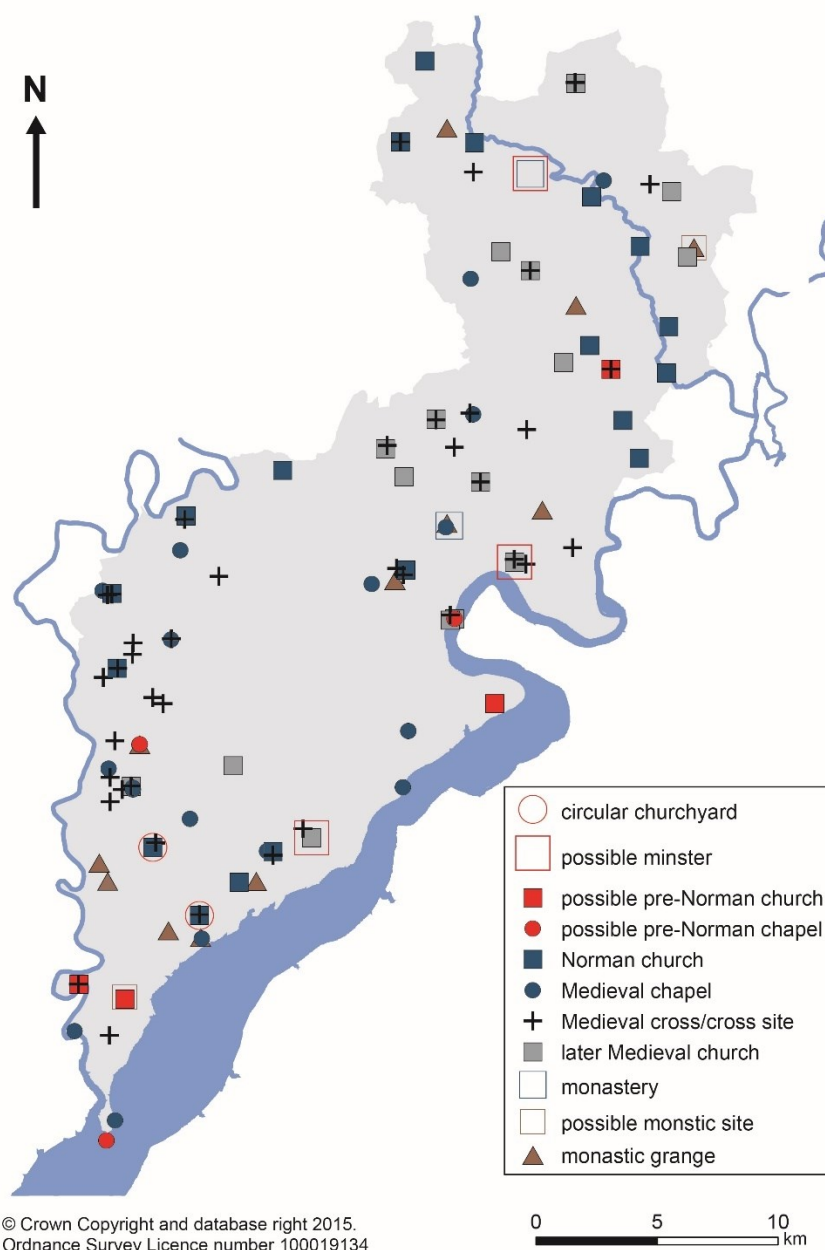 N
circular churchyard
possible minster
possible pre-Norman church
possible pre-Norman chapel
Norman church
Medieval chapel
Medieval cross/cross site
later Medieval church
monastery
possible monstic site
monastic grange
© Crown Copyright and database right 2015.
Ordnance Survey Licence number 100019134
0 5 10
km